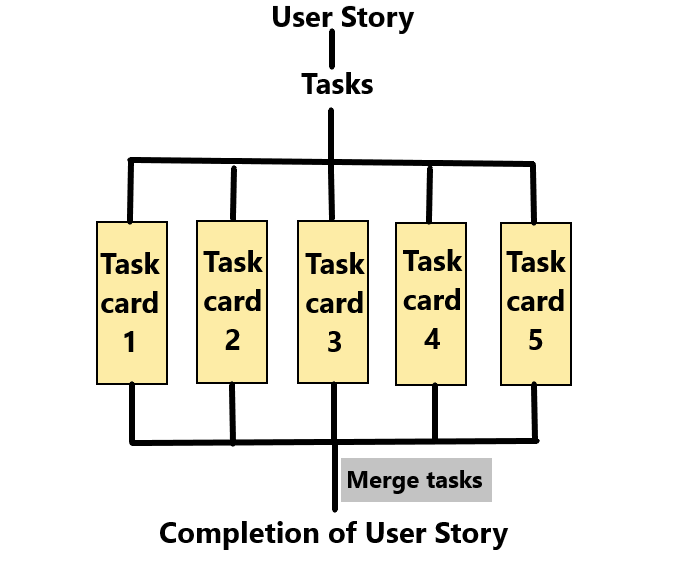 User Story
Tasks
Task
card
1
Task
card
2
Task
card
3
Task
card
4
Task
card
5
Merge tasks
Completion of User Story